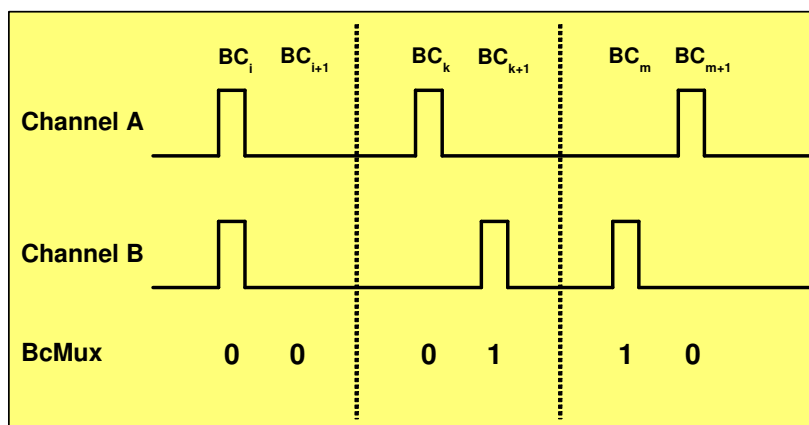 BCi BCi+1 BCk BCk+1 BCm BCm+1
Channel A
Channel B
BcMux 0 0 0 1 1 0